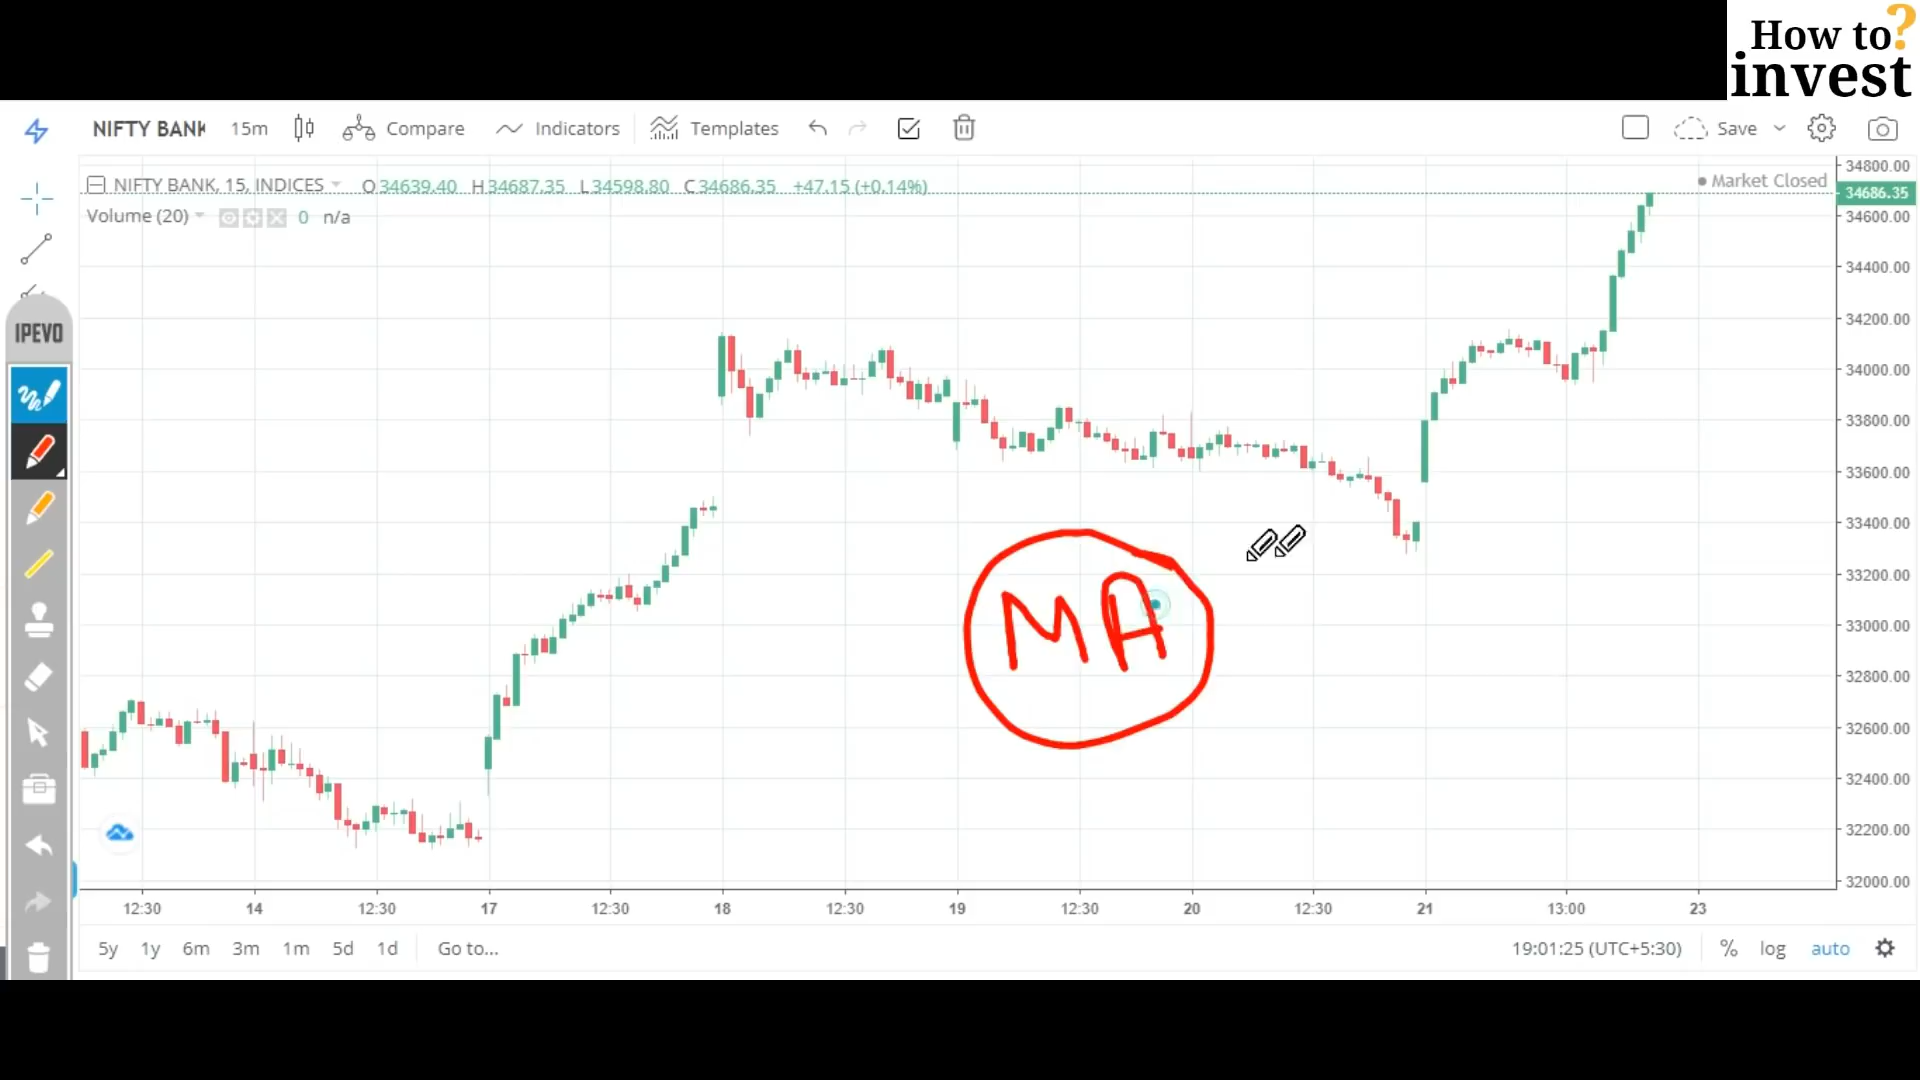 How to?
invest
NIFTY BANK 15m Compare Indicators Templates Save
NIFTY BANK, 15, INDICES O34639.40 H34687.35 L34598.80 C34686.35 +47.15 (+0.14%)
Market Closed
Volume (20) 0 n/a
34800.00
34686.35
34600.00
34400.00
34200.00
34000.00
33800.00
33600.00
33400.00
33200.00
33000.00
32800.00
32600.00
32400.00
32200.00
32000.00
IPEVO
MA
12:30 14 12:30 17 12:30 18 12:30 19 12:30 20 12:30 21 13:00 23
5y 1y 6m 3m 1m 5d 1d Go to... 19:01:25 (UTC+5:30) % log auto